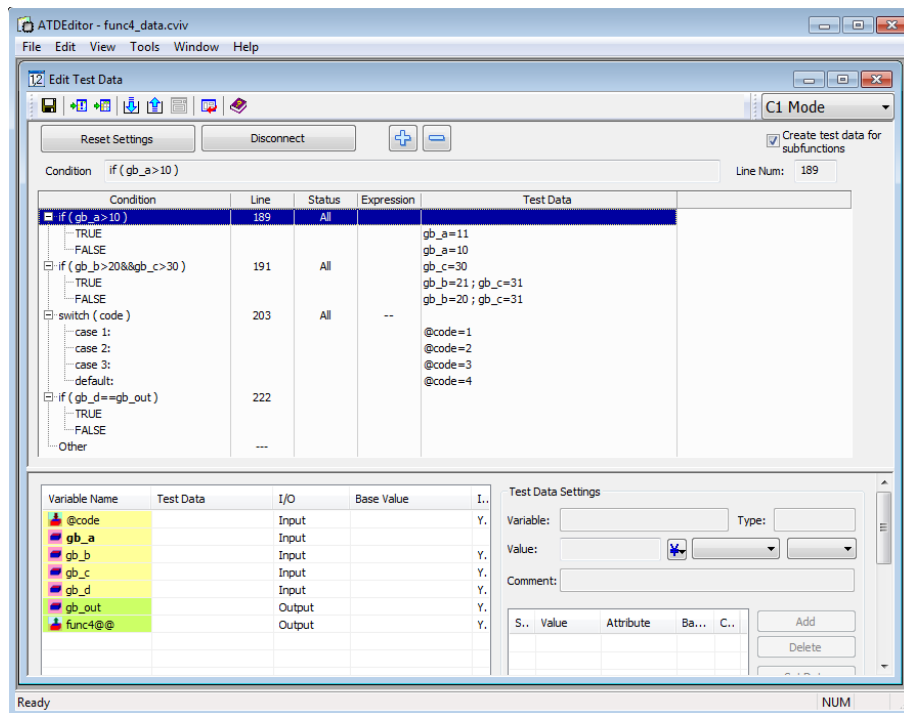 ATDEditor - func4_data.cviv
File Edit View Tools Window Help
12 Edit Test Data
C1 Mode
Reset Settings Disconnect
Create test data for
subfunctions
Condition if ( gb_a>10 ) Line Num: 189
Condition Line Status Expression Test Data
if ( gb_a>10 ) 189 All
TRUE gb_a=11
FALSE gb_a=10
if ( gb_b>20&&gb_c>30 ) 191 All gb_c=30
TRUE gb_b=21 ; gb_c=31
FALSE gb_b=20 ; gb_c=31
switch ( code ) 203 All --
case 1: @code=1
case 2: @code=2
case 3: @code=3
default: @code=4
if ( gb_d==gb_out ) 222
TRUE
FALSE
Other ---
Variable Name Test Data I/O Base Value I..
@code Input Y.
gb_a Input
gb_b Input Y.
gb_c Input Y.
gb_d Input Y.
gb_out Output Y.
func4@@ Output Y.
Test Data Settings
Variable: Type:
Value: ¥
Comment:
S.. Value Attribute Ba... C..
Add
Delete
Ready NUM